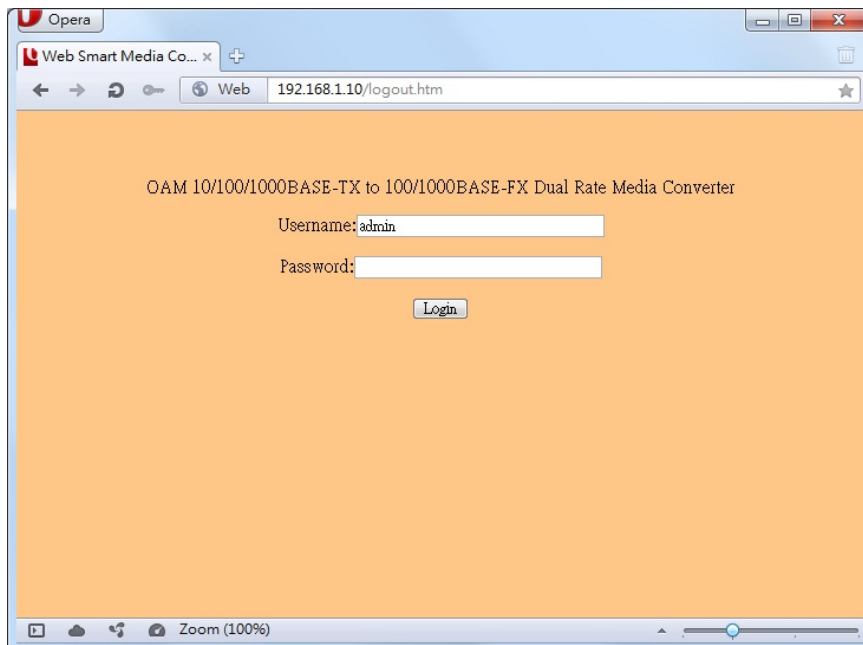 Opera
Web Smart Media Co...
Web 192.168.1.10/logout.htm
OAM 10/100/1000BASE-TX to 100/1000BASE-FX Dual Rate Media Converter
Username:admin
Password:
Login
Zoom (100%)